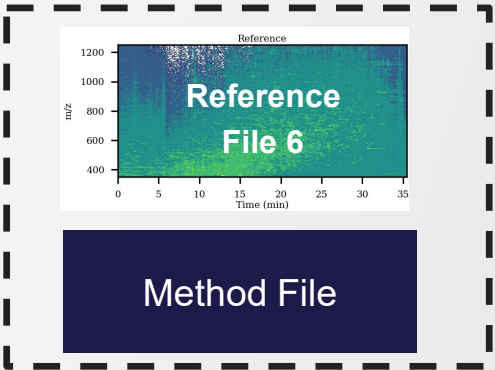 Reference
1200
1000
800
600
400
m/z
Reference
File 6
0 5 10 15 20 25 30 35
Time (min)
Method File